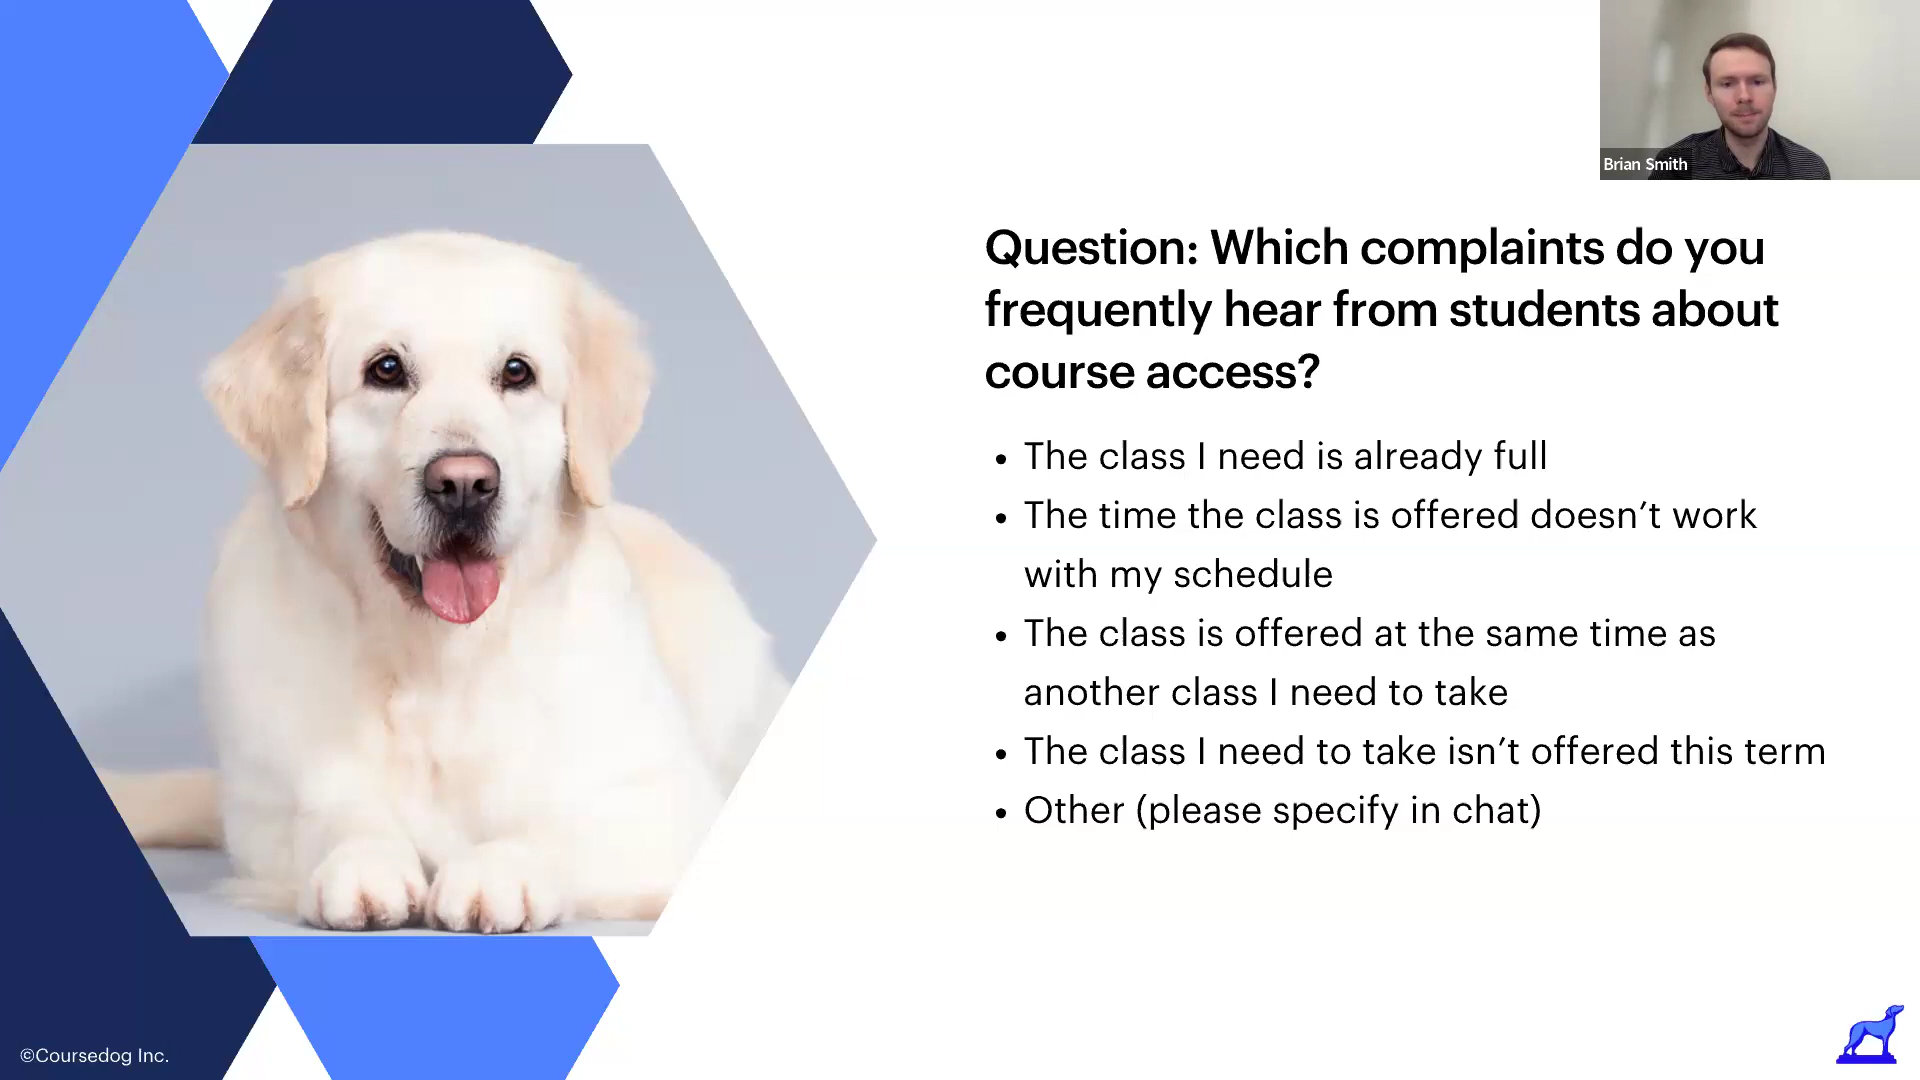 Brian Smith
Question: Which complaints do you
frequently hear from students about
course access?
• The class I need is already full
• The time the class is offered doesn’t work
with my schedule
• The class is offered at the same time as
another class I need to take
• The class I need to take isn’t offered this term
• Other (please specify in chat)
©Coursedog Inc.